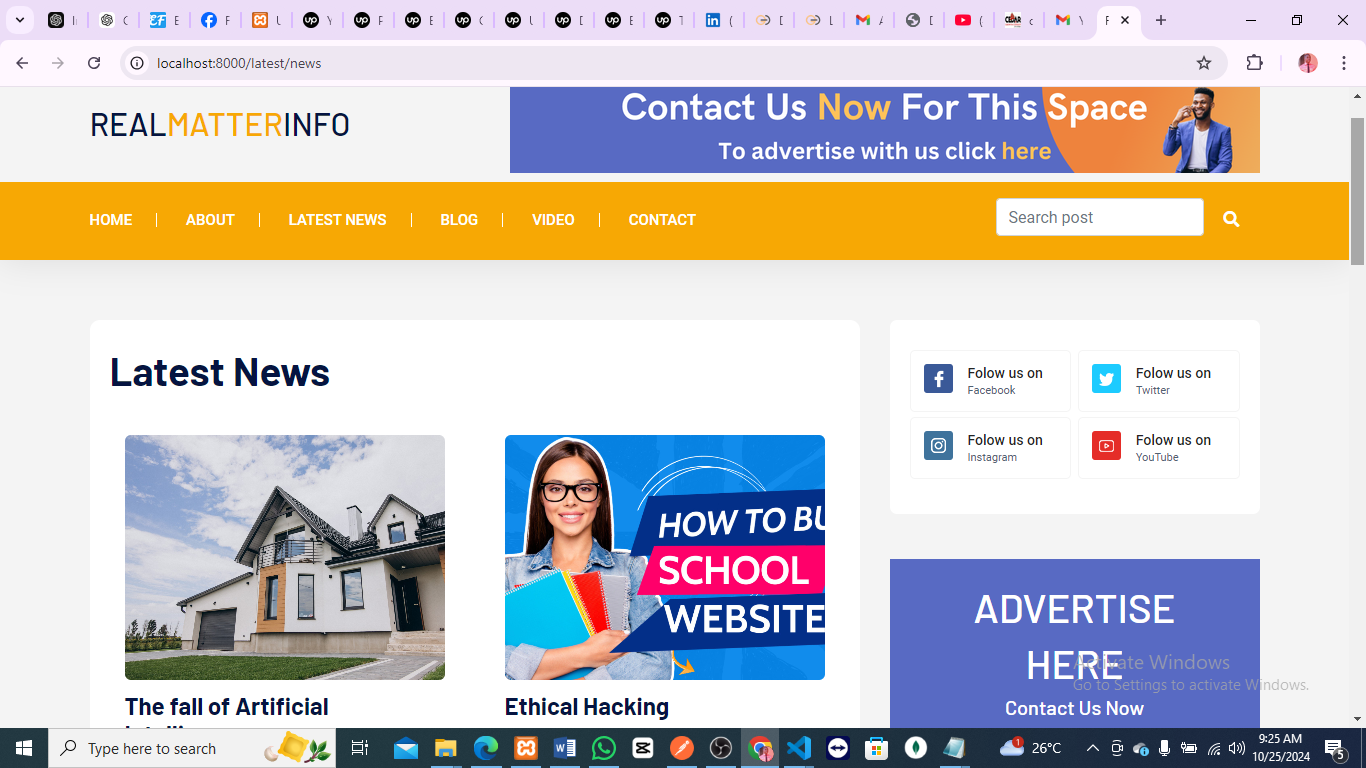 localhost:8000/latest/news
REALMATTERINFO
Contact Us Now For This Space
To advertise with us click here
HOME
ABOUT
LATEST NEWS
BLOG
VIDEO
CONTACT
Search post
Latest News
Folow us on
Facebook
Folow us on
Twitter
Folow us on
Instagram
Folow us on
YouTube
HOW TO BU
SCHOOL
WEBSITE
The fall of Artificial
Ethical Hacking
ADVERTISE
HERE
Contact Us Now
Activate Windows
Go to Settings to activate Windows.
Type here to search
1
26°C
9:25 AM
10/25/2024
5